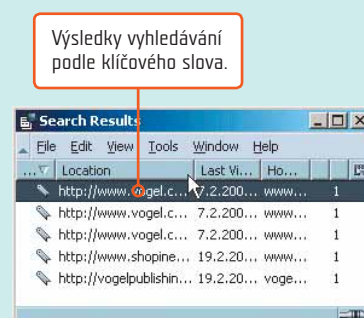 Výsledky vyhledávání
podle klíčového slova.
Search Results
File Edit View Tools Window Help
... Location Last Vi... Ho...
http://www.vogel.c... 7.2.200... www... 1
http://www.vogel.c... 7.2.200... www... 1
http://www.vogel.c... 7.2.200... www... 1
http://www.shopine... 19.2.20... www... 1
http://vogelpublishin... 19.2.20... voge... 1